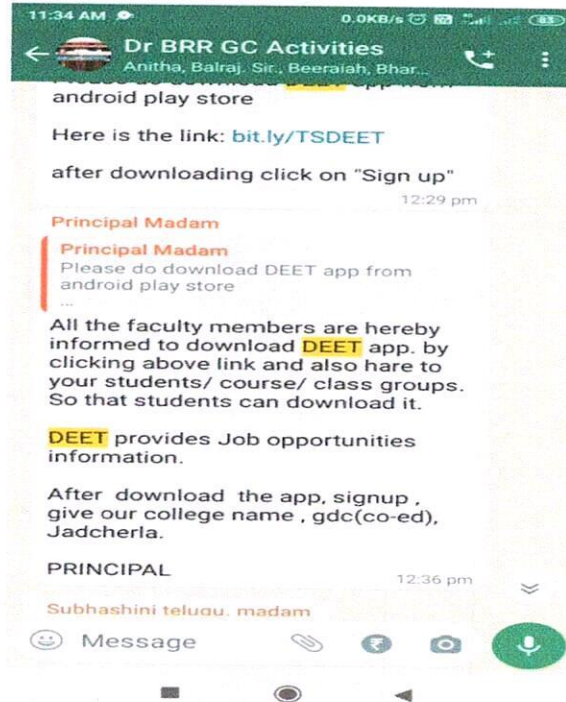 11:34 AM
0.0KB/s
83
Dr BRR GC Activities
Anitha, Balraj. Sir., Beeraiah, Bhar...
android play store
Here is the link: bit.ly/TSDEET
after downloading click on "Sign up"
12:29 pm
Principal Madam
Principal Madam
Please do download DEET app from
android play store
...
All the faculty members are hereby
informed to download DEET app. by
clicking above link and also hare to
your students/ course/ class groups.
So that students can download it.
DEET provides Job opportunities
information.
After download the app, signup ,
give our college name , gdc(co-ed),
Jadcherla.
PRINCIPAL
12:36 pm
Subhashini telugu. madam
Message